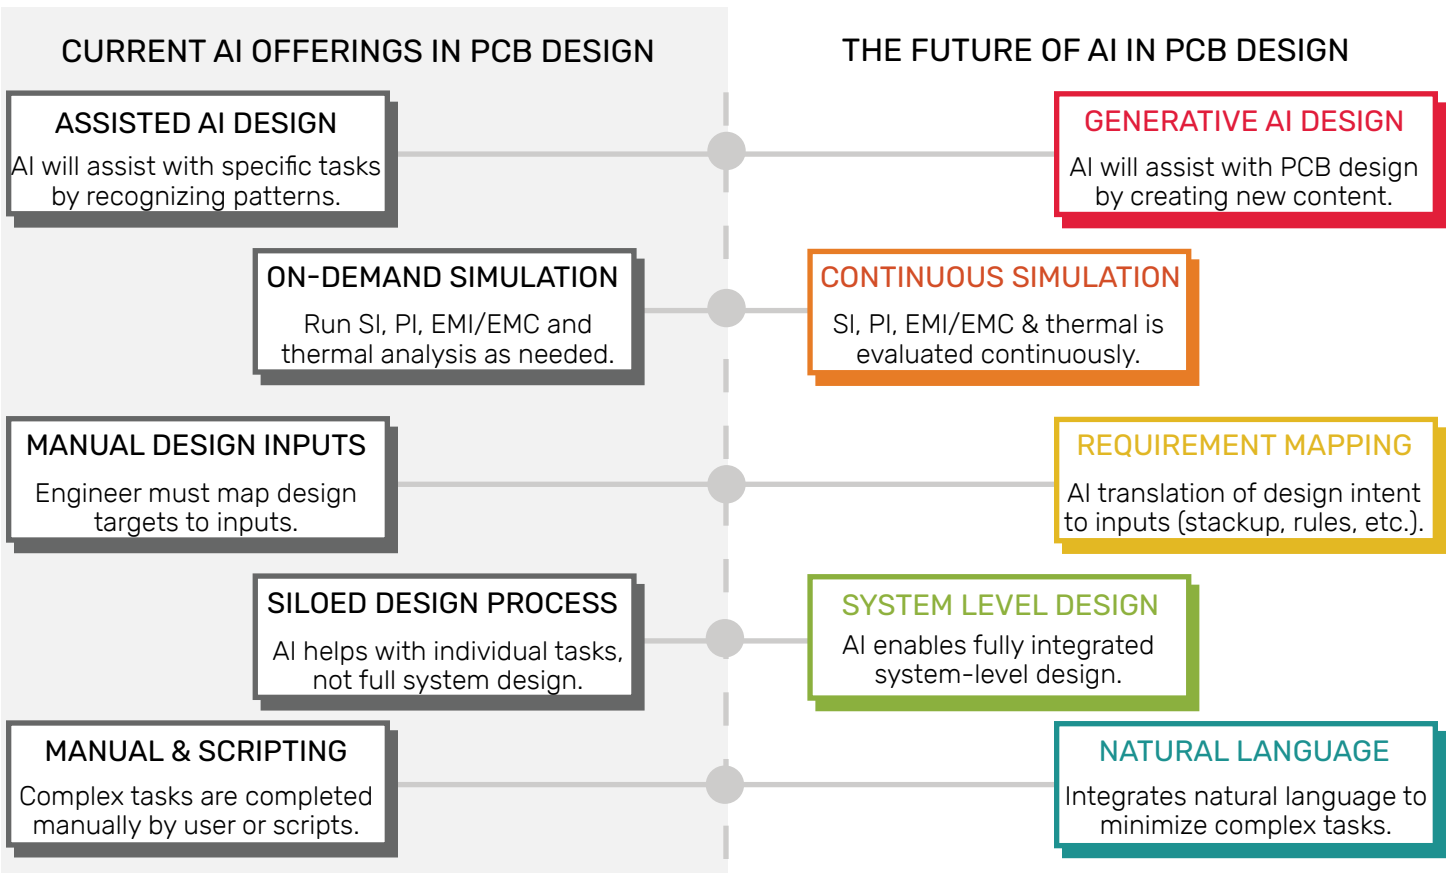 CURRENT AI OFFERINGS IN PCB DESIGN
THE FUTURE OF AI IN PCB DESIGN
ASSISTED AI DESIGN
AI will assist with specific tasks
by recognizing patterns.
GENERATIVE AI DESIGN
AI will assist with PCB design
by creating new content.
ON-DEMAND SIMULATION
Run SI, PI, EMI/EMC and
thermal analysis as needed.
CONTINUOUS SIMULATION
SI, PI, EMI/EMC & thermal is
evaluated continuously.
MANUAL DESIGN INPUTS
Engineer must map design
targets to inputs.
REQUIREMENT MAPPING
AI translation of design intent
to inputs (stackup, rules, etc.).
SILOED DESIGN PROCESS
AI helps with individual tasks,
not full system design.
SYSTEM LEVEL DESIGN
AI enables fully integrated
system-level design.
MANUAL & SCRIPTING
Complex tasks are completed
manually by user or scripts.
NATURAL LANGUAGE
Integrates natural language to
minimize complex tasks.